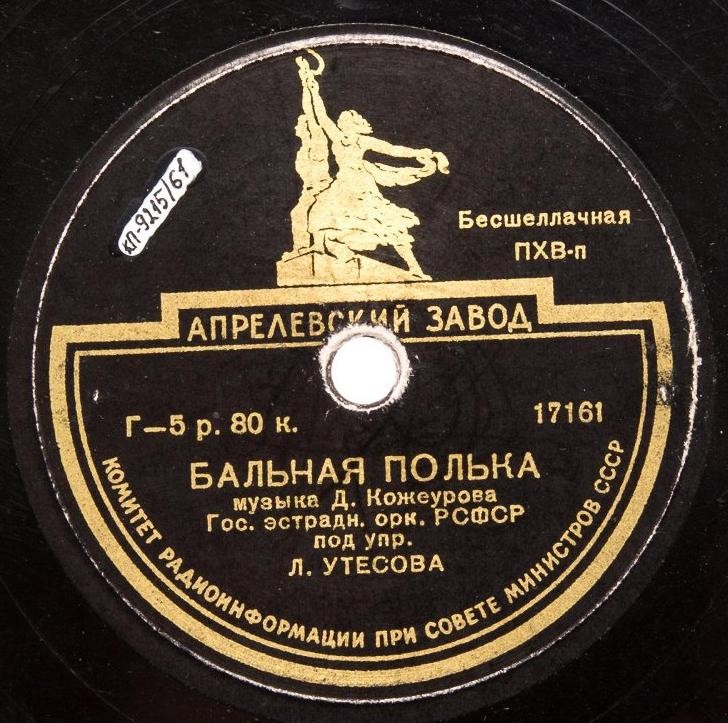 КП-9215/61
Бесшеллачная
ПХВ-п
АПРЕЛЕВСКИЙ ЗАВОД
Г—5 р. 80 к.
17161
БАЛЬНАЯ ПОЛЬКА
музыка Д. Кожеурова
Гос. эстрадн. орк. РСФСР
под упр.
Л. УТЕСОВА
КОМИТЕТ РАДИОИНФОРМАЦИИ ПРИ СОВЕТЕ МИНИСТРОВ СССР